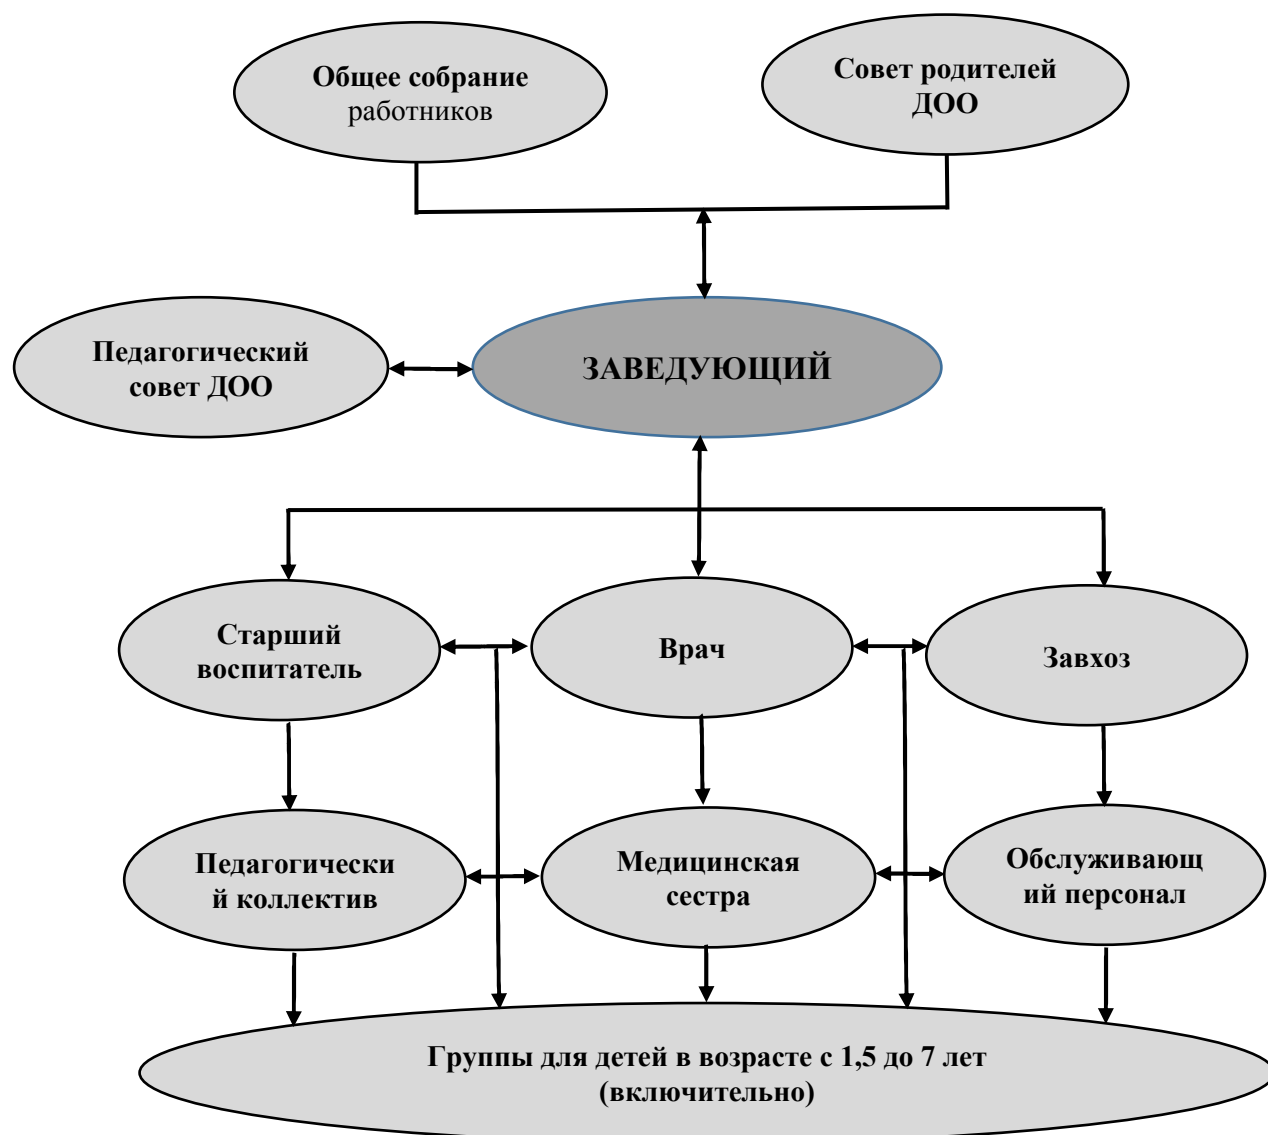 Общее собрание
работников
Совет родителей
ДОО
Педагогический
совет ДОО
ЗАВЕДУЮЩИЙ
Старший
воспитатель
Врач
Завхоз
Педагогически
й коллектив
Медицинская
сестра
Обслуживающ
ий персонал
Группы для детей в возрасте с 1,5 до 7 лет
(включительно)